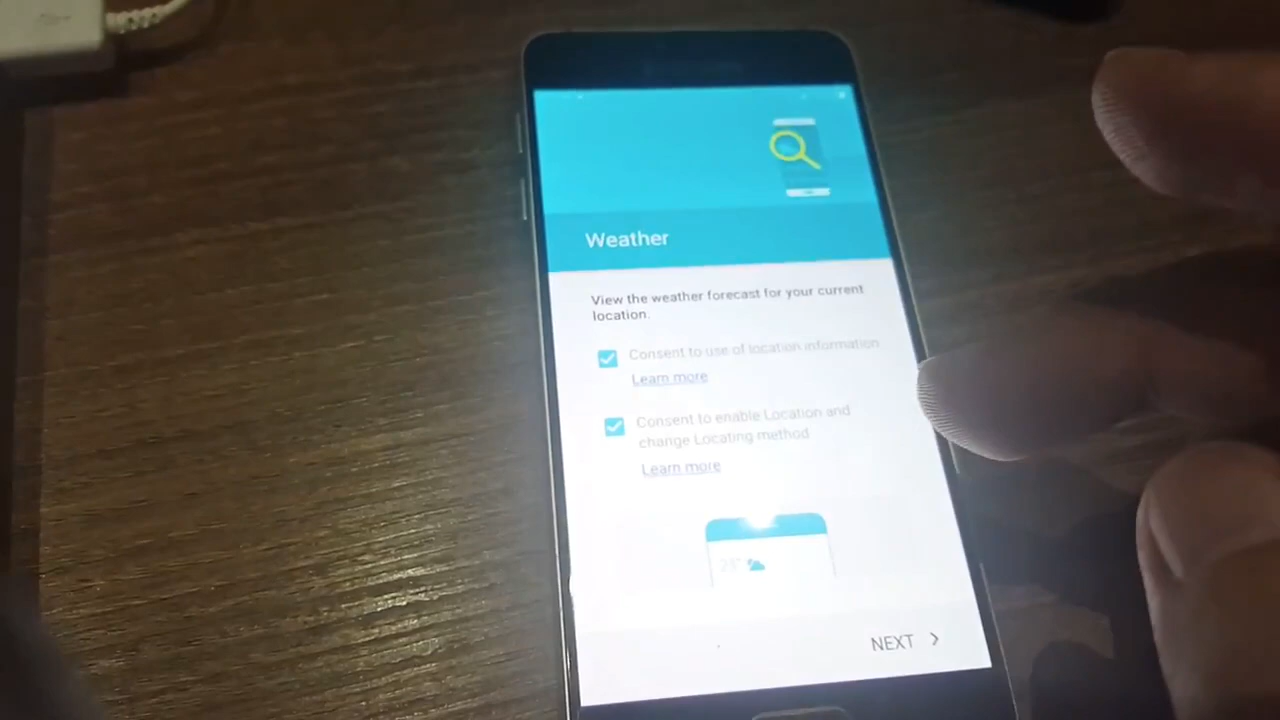 Weather
View the weather forecast for your current
location.
Consent to use of location information
Learn more
Consent to enable Location and
change Locating method
Learn more
NEXT